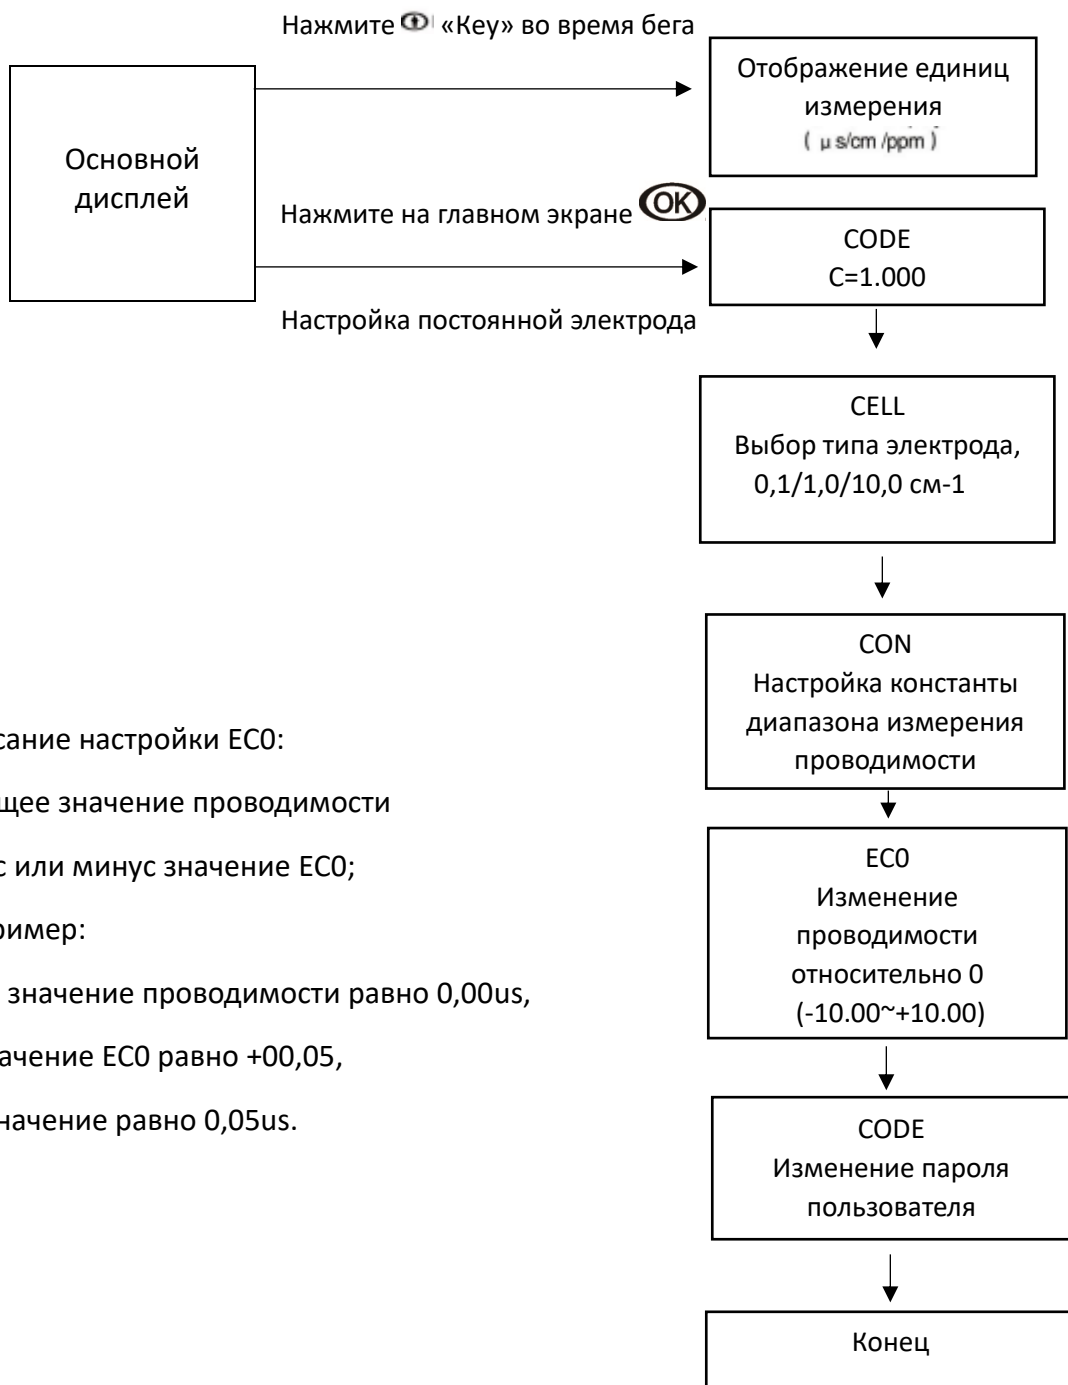 Нажмите «Key» во время бега
Отображение единиц
измерения
( μ s/cm /ppm )
Основной
дисплей
Нажмите на главном экране OK
CODE
C=1.000
Настройка постоянной электрода
CELL
Выбор типа электрода,
0,1/1,0/10,0 см-1
CON
Настройка константы
диапазона измерения
проводимости
сание настройки EC0:
щее значение проводимости
с или минус значение EC0;
ример:
значение проводимости равно 0,00us,
ачение EC0 равно +00,05,
начение равно 0,05us.
EC0
Изменение
проводимости
относительно 0
(-10.00~+10.00)
CODE
Изменение пароля
пользователя
Конец